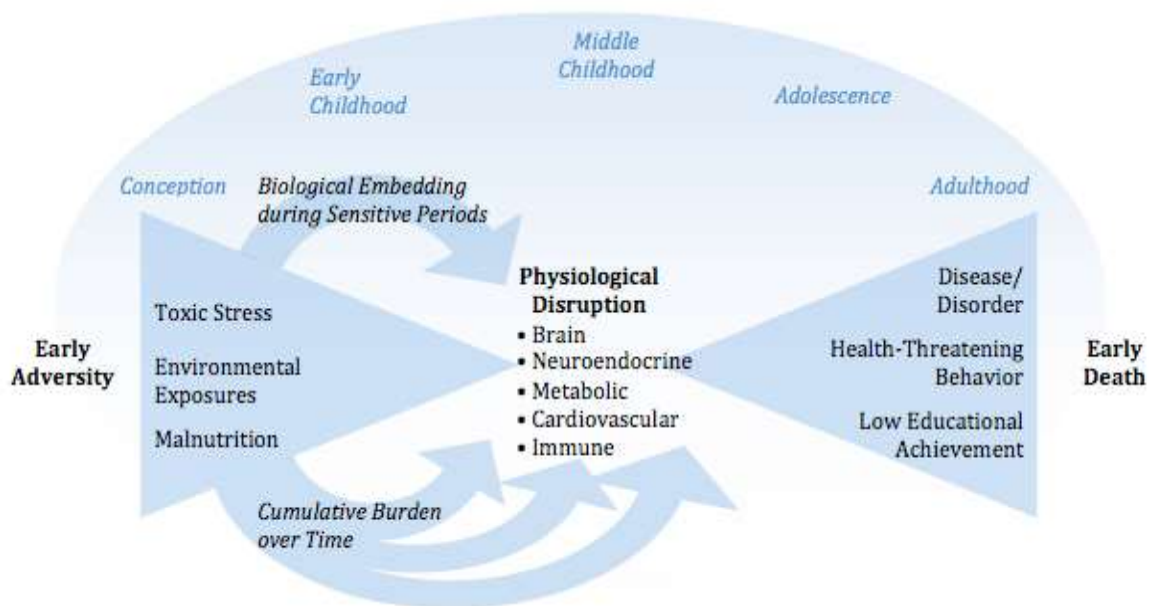 Middle
Childhood
Early
Childhood
Adolescence
Conception
Biological Embedding
during Sensitive Periods
Adulthood
Early
Adversity
Toxic Stress
Environmental
Exposures
Malnutrition
Physiological
Disruption
▪ Brain
▪ Neuroendocrine
▪ Metabolic
▪ Cardiovascular
▪ Immune
Disease/
Disorder
Health-Threatening
Behavior
Low Educational
Achievement
Early
Death
Cumulative Burden
over Time